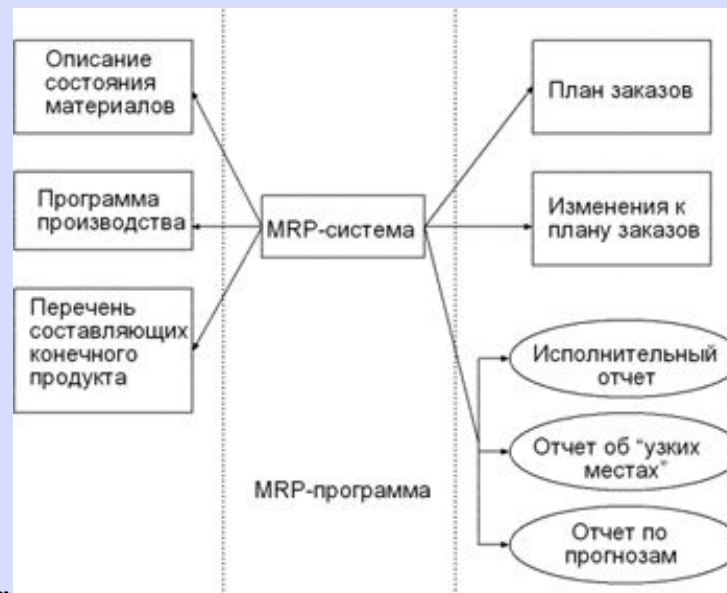 Описание
состояния
материалов
Программа
производства
Перечень
составляющих
конечного
продукта
MRP-система
MRP-программа
План заказов
Изменения к
плану заказов
Исполнительный
отчет
Отчет об “узких
местах”
Отчет по
прогнозам